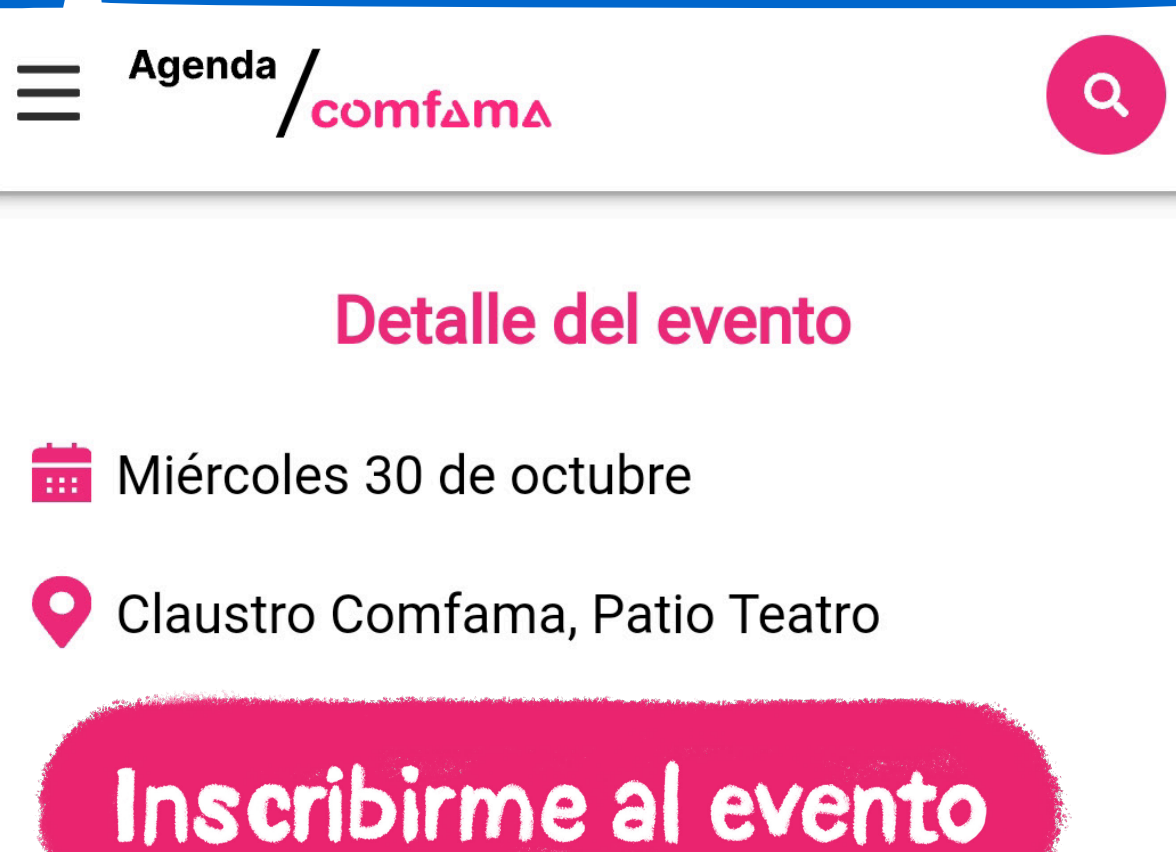 Agenda
comfama
Detalle del evento
Miércoles 30 de octubre
Claustro Comfama, Patio Teatro
Inscribirme al evento